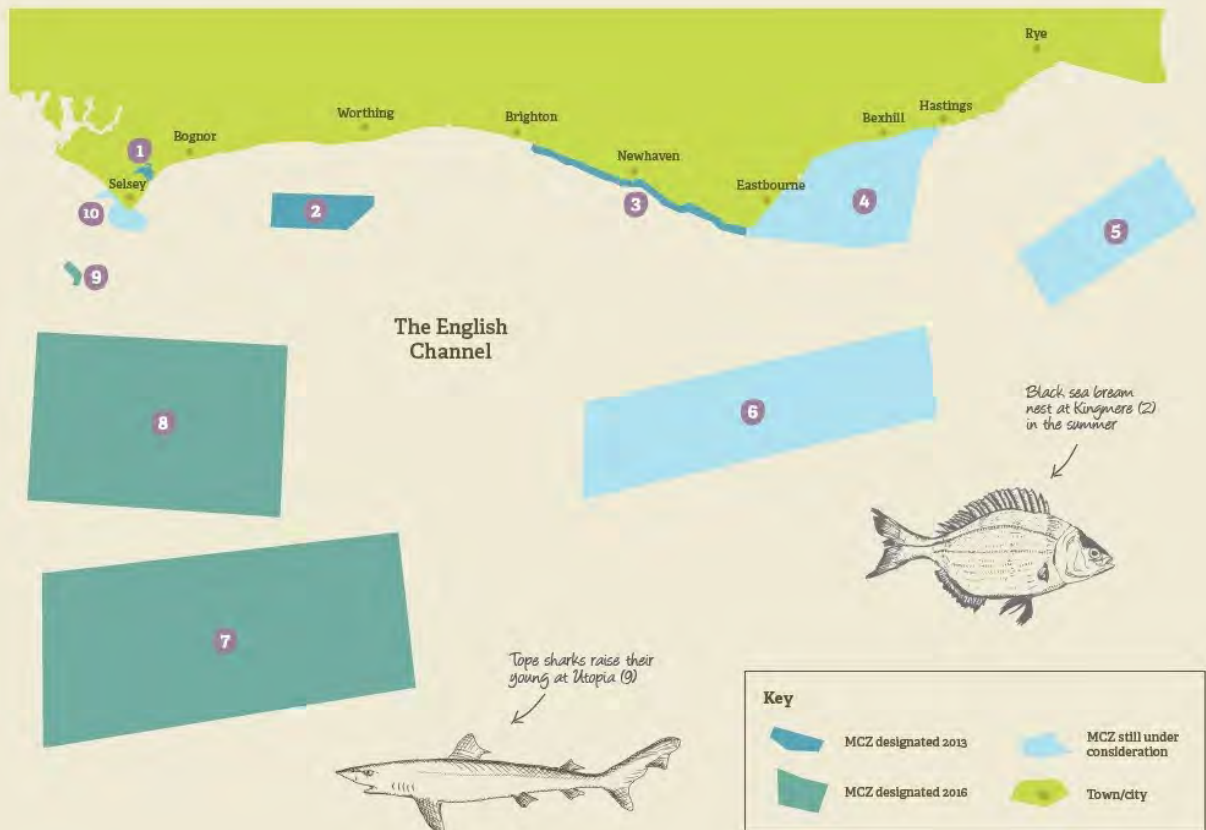 Rye
Hastings
Bexhill
Worthing
Brighton
Bognor
Newhaven
Eastbourne
Selsey
1
2
3
4
5
10
9
The English
Channel
8
6
7
Black sea bream
nest at Kingmere (2)
in the summer
Tope sharks raise their
young at Utopia (9)
Key
MCZ designated 2013
MCZ still under
consideration
MCZ designated 2016
Town/city